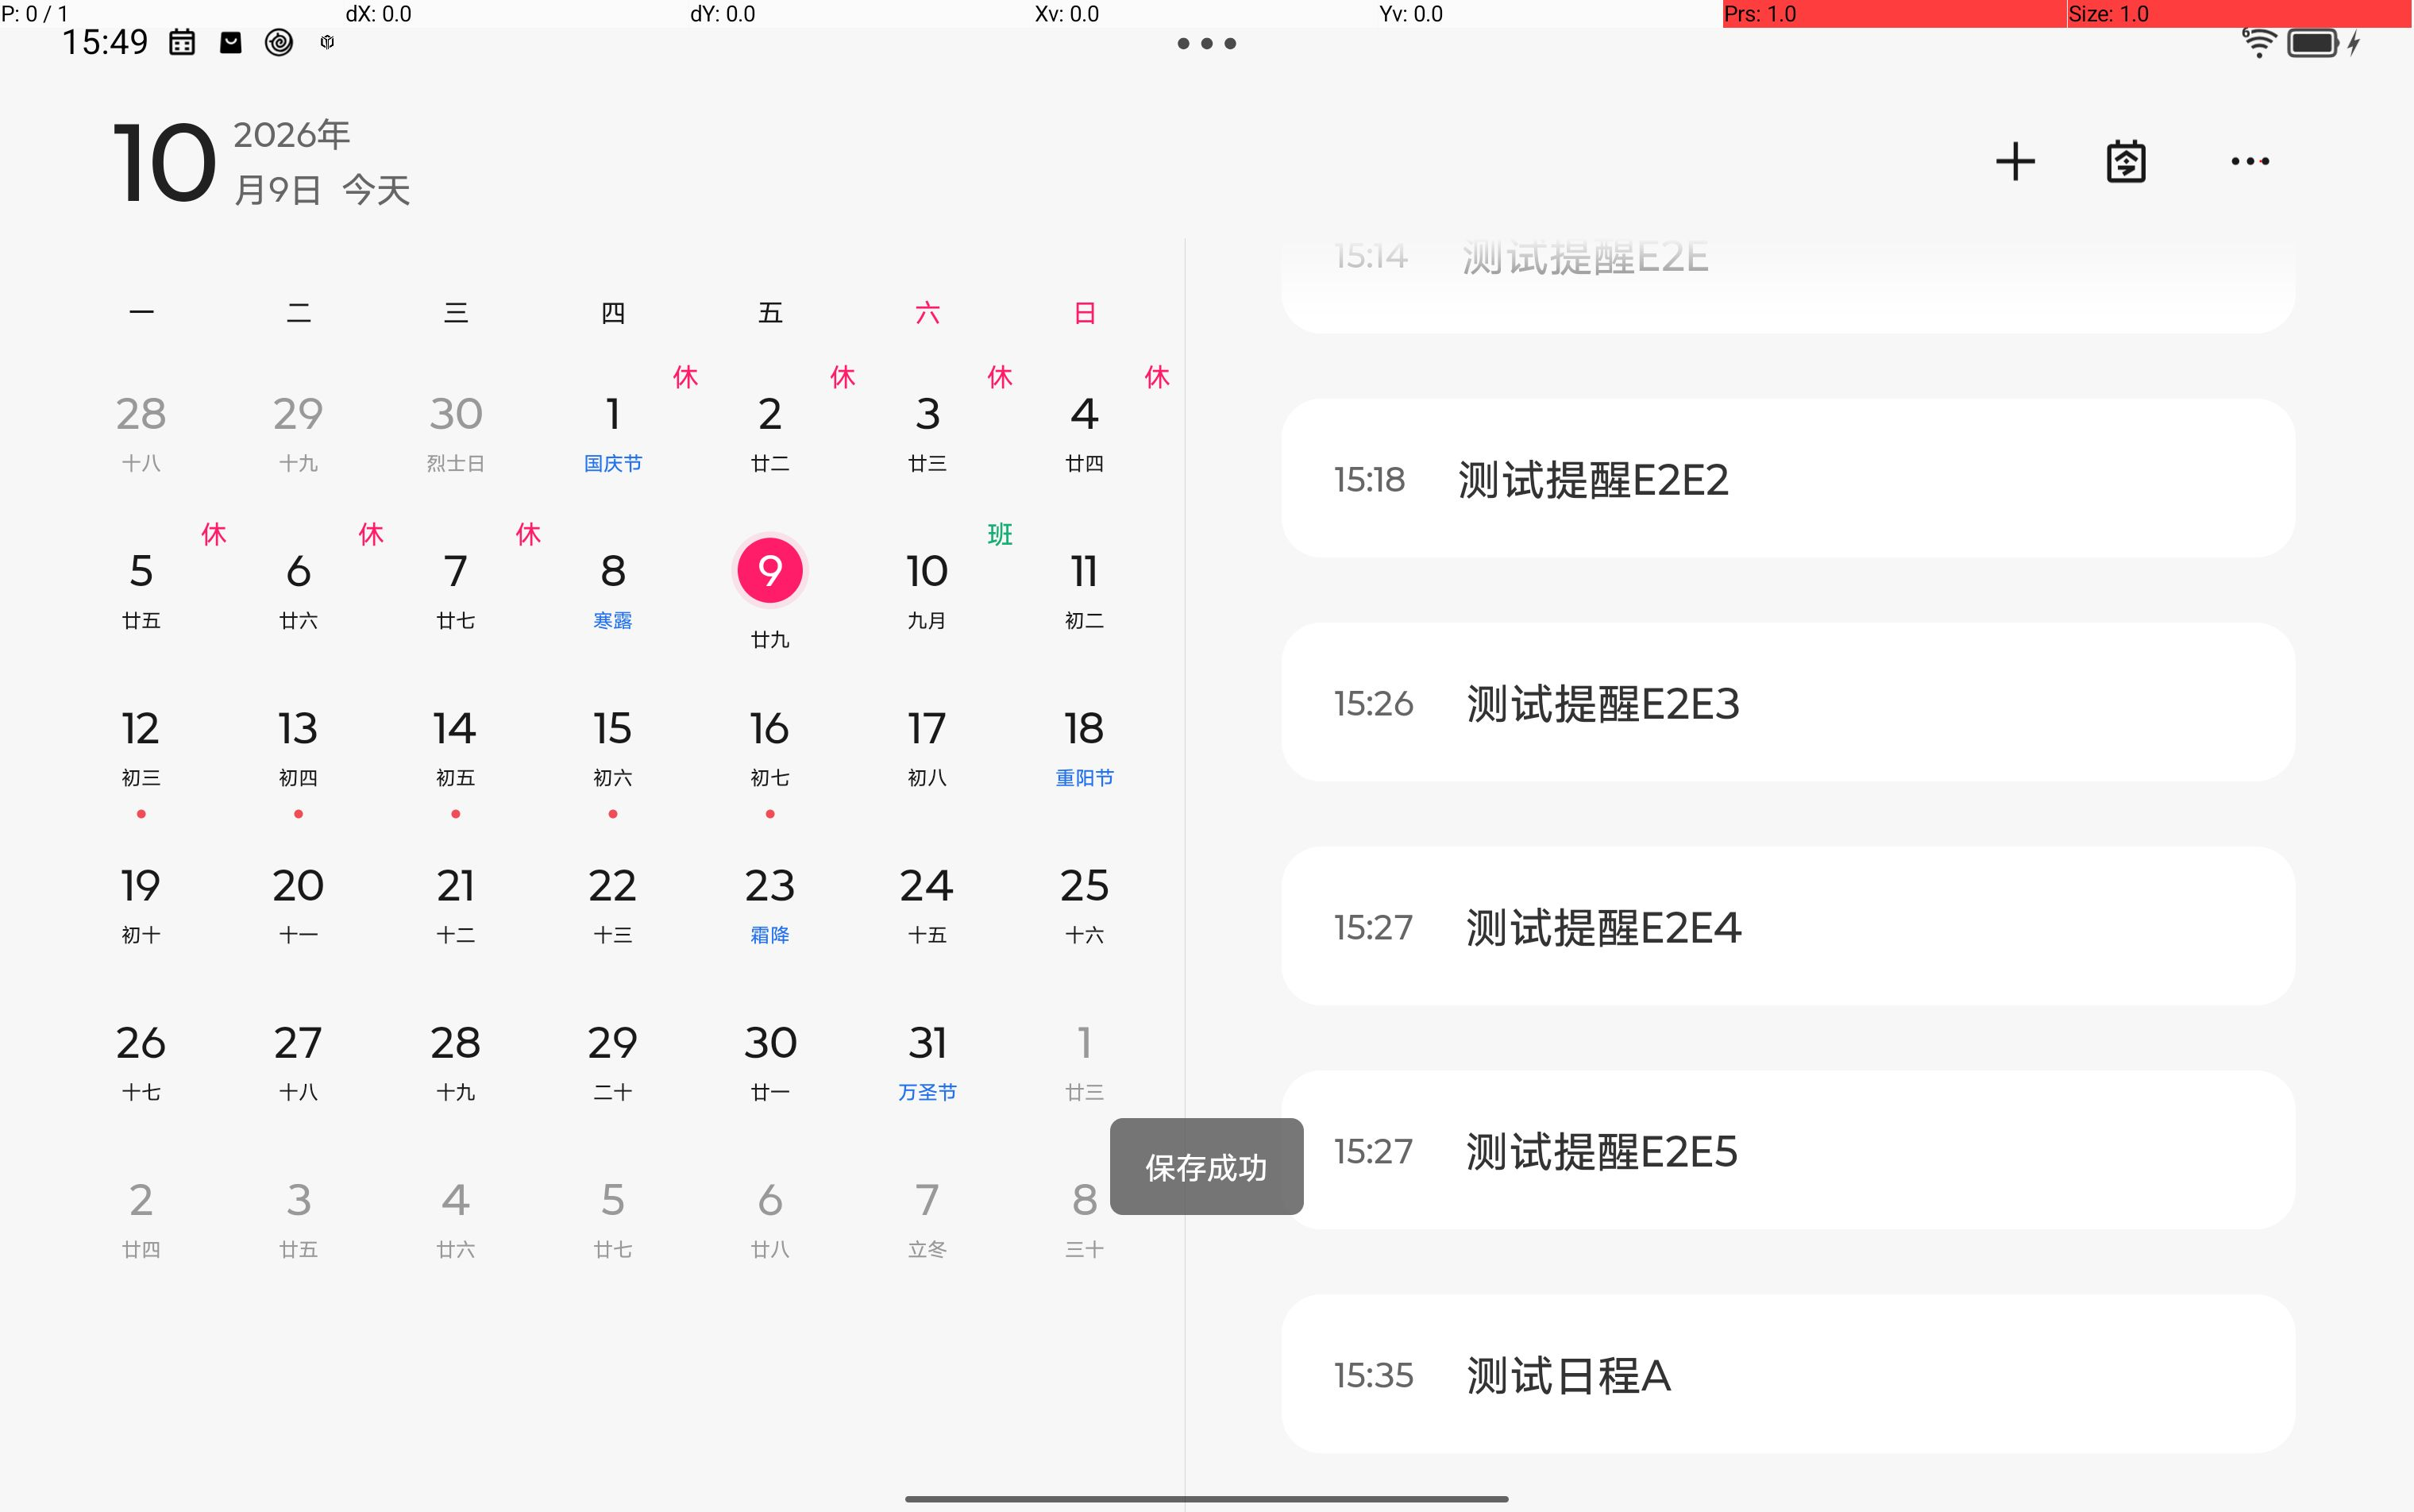 P: 0 / 1 dX: 0.0 dY: 0.0 Xv: 0.0 Yv: 0.0 Prs: 1.0 Size: 1.0
15:49
6
10 2026年
月9日 今天
今
一 二 三 四 五 六 日
休 休 休 休
28 29 30 1 2 3 4
十八 十九 烈士日 国庆节 廿二 廿三 廿四
休 休 休 班
5 6 7 8 9 10 11
廿五 廿六 廿七 寒露 廿九 九月 初二
12 13 14 15 16 17 18
初三 初四 初五 初六 初七 初八 重阳节
19 20 21 22 23 24 25
初十 十一 十二 十三 霜降 十五 十六
26 27 28 29 30 31 1
十七 十八 十九 二十 廿一 万圣节 廿三
2 3 4 5 6 7 8
廿四 廿五 廿六 廿七 廿八 立冬 三十
15:14 测试提醒E2E
15:18 测试提醒E2E2
15:26 测试提醒E2E3
15:27 测试提醒E2E4
15:27 测试提醒E2E5
保存成功
15:35 测试日程A